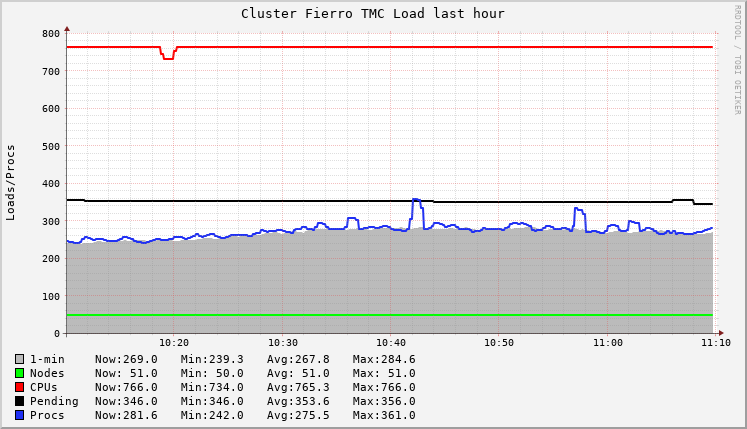 Cluster Fierro TMC Load last hour
RRDTOOL / TOBI OETIKER
Loads/Procs
800
700
600
500
400
300
200
100
0
10:20 10:30 10:40 10:50 11:00 11:10
1-min Now:269.0 Min:239.3 Avg:267.8 Max:284.6
Nodes Now: 51.0 Min: 50.0 Avg: 51.0 Max: 51.0
CPUs Now:766.0 Min:734.0 Avg:765.3 Max:766.0
Pending Now:346.0 Min:346.0 Avg:353.6 Max:356.0
Procs Now:281.6 Min:242.0 Avg:275.5 Max:361.0